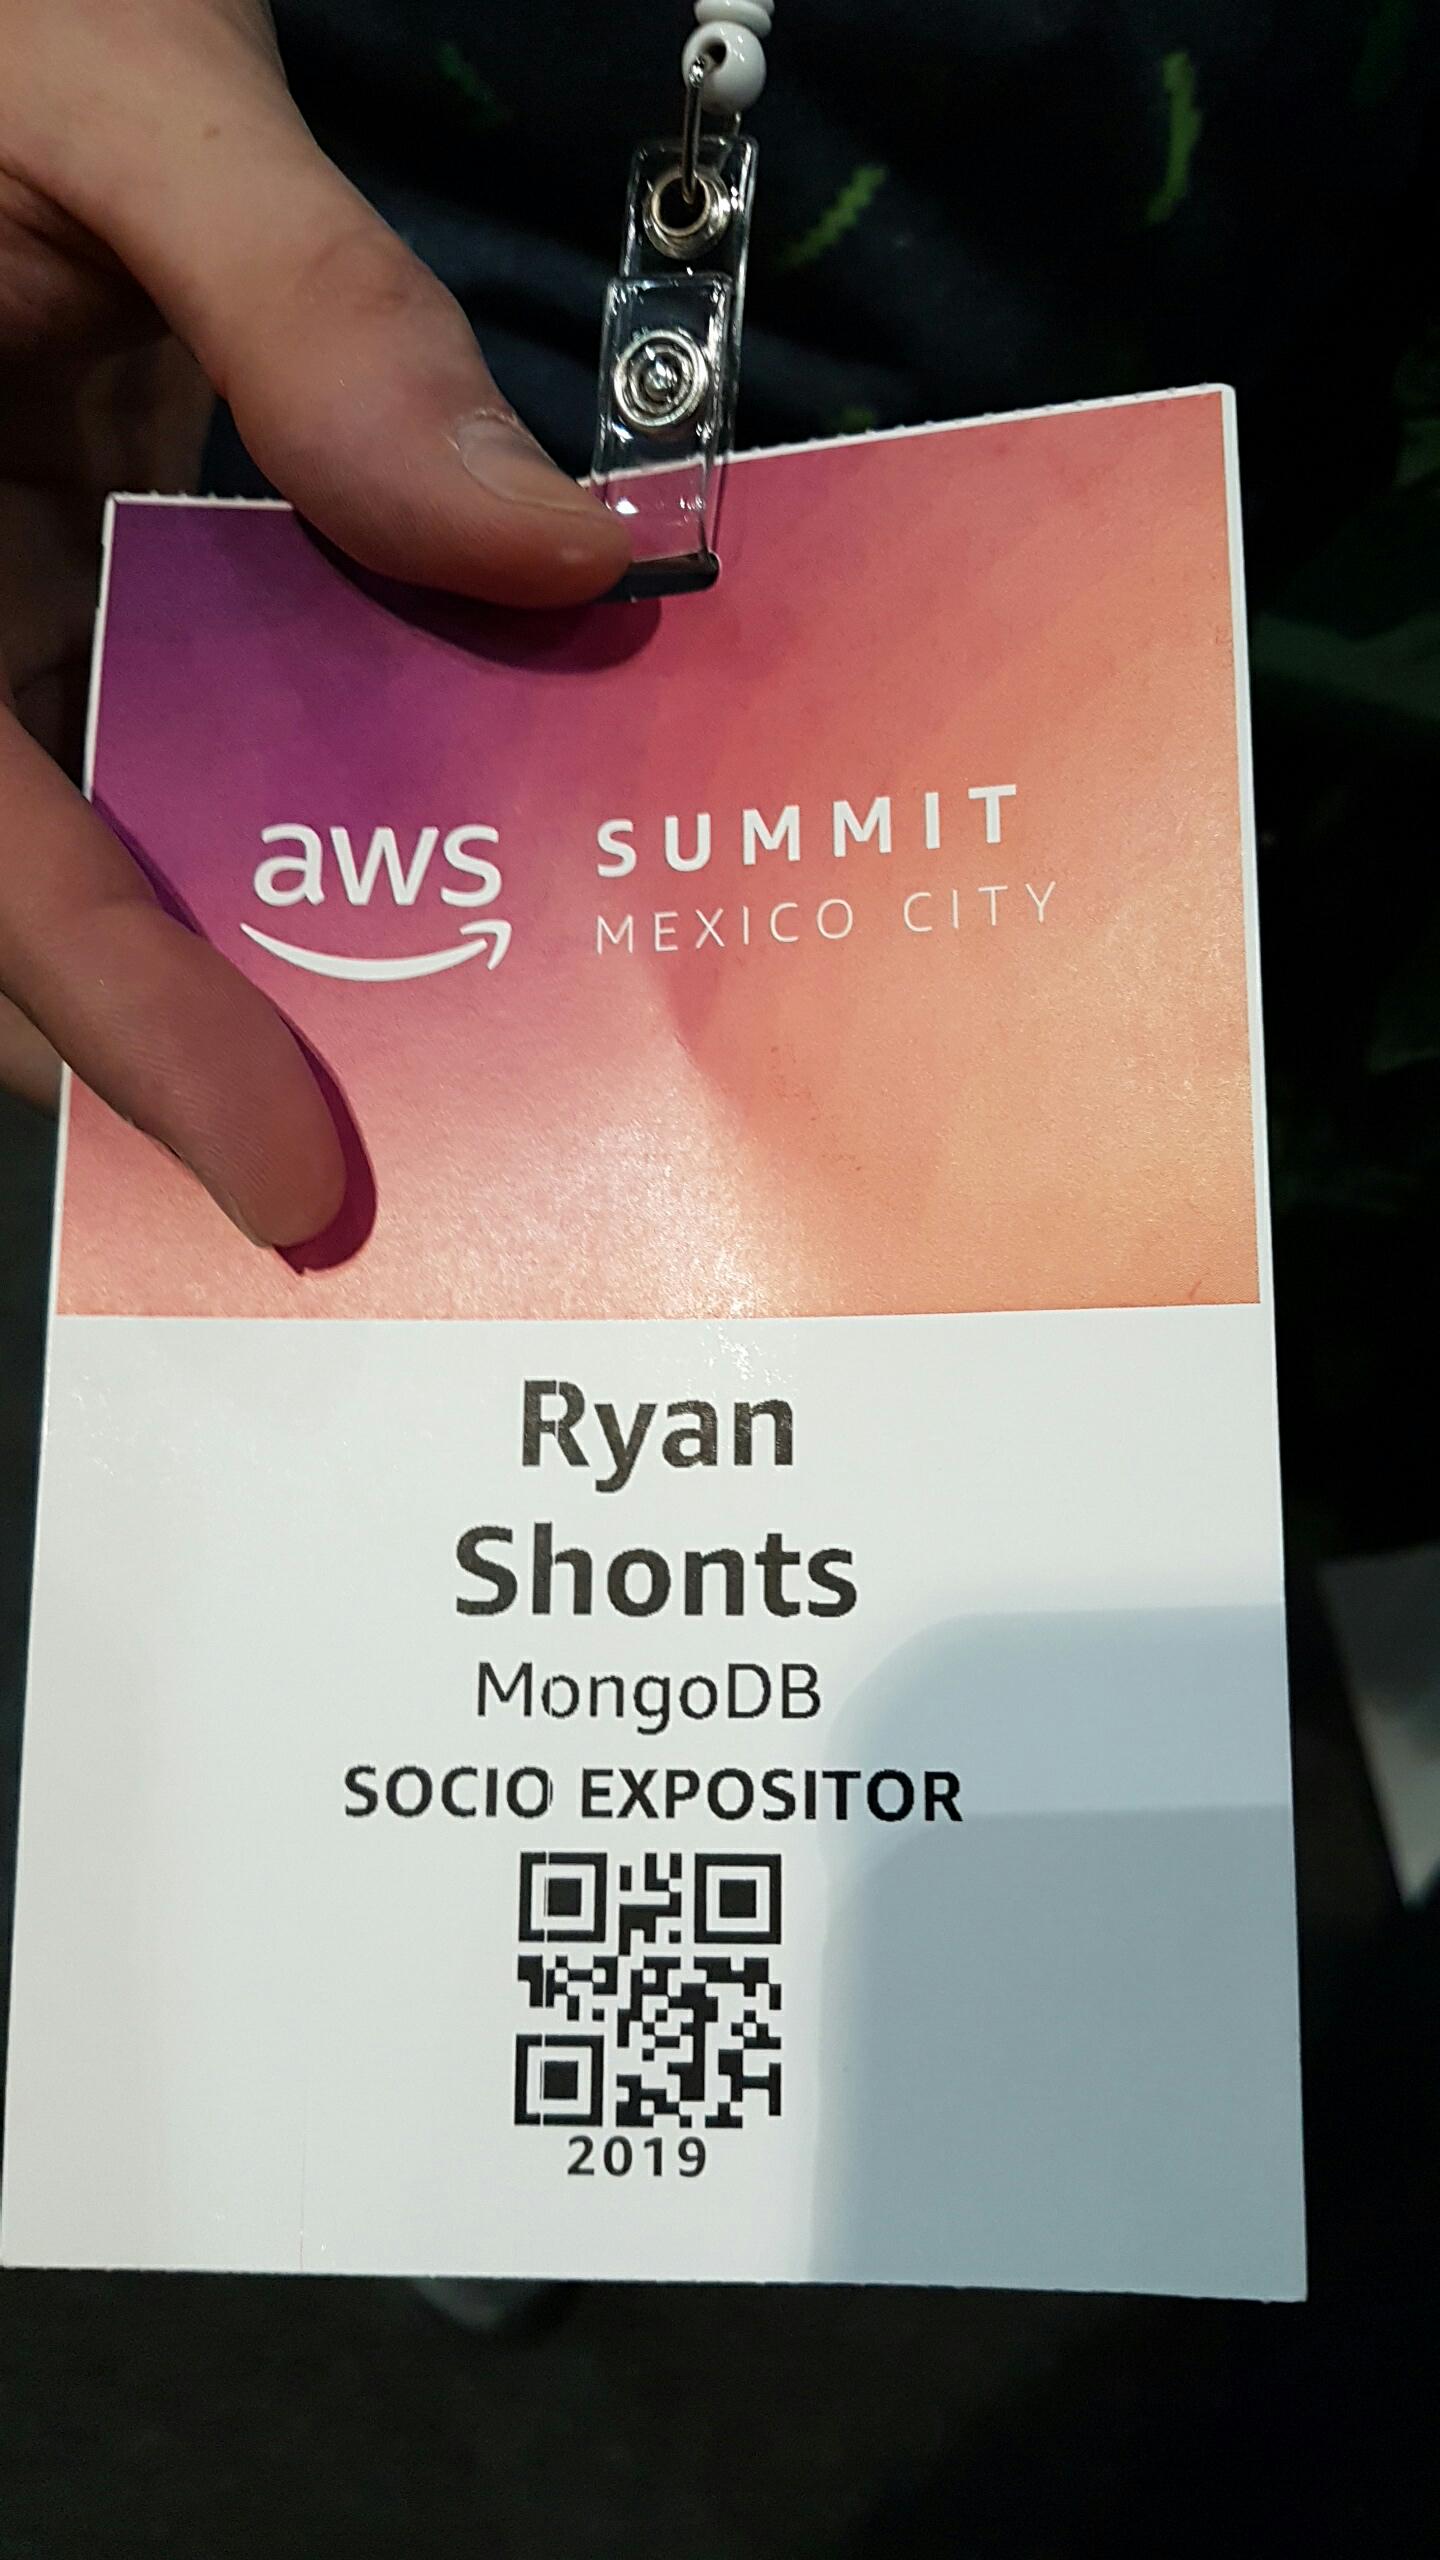 aws
SUMMIT
MEXICO CITY
Ryan
Shonts
MongoDB
SOCIO EXPOSITOR
2019